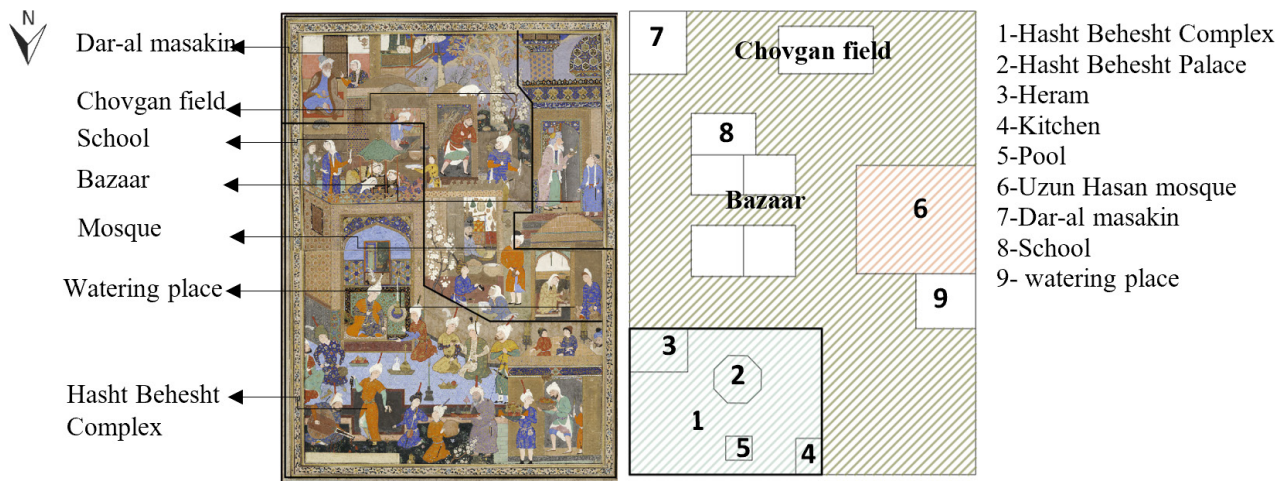 N
Dar-al masakin
Chovgan field
School
Bazaar
Mosque
Watering place
Hasht Behesht
Complex
7
Chovgan field
8
Bazaar
6
9
3
2
1
5
4
1-Hasht Behesht Complex
2-Hasht Behesht Palace
3-Heram
4-Kitchen
5-Pool
6-Uzun Hasan mosque
7-Dar-al masakin
8-School
9- watering place